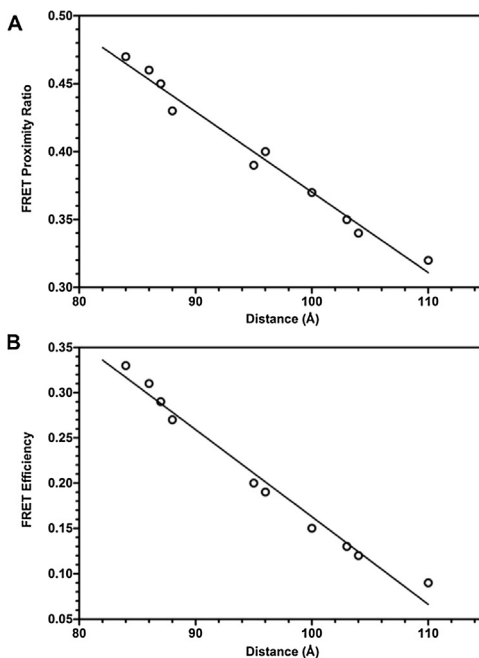 A
0.50
0.45
0.40
0.35
0.30
FRET Proximity Ratio
80 90 100 110
Distance (Å)
B
0.35
0.30
0.25
0.20
0.15
0.10
0.05
FRET Efficiency
80 90 100 110
Distance (Å)